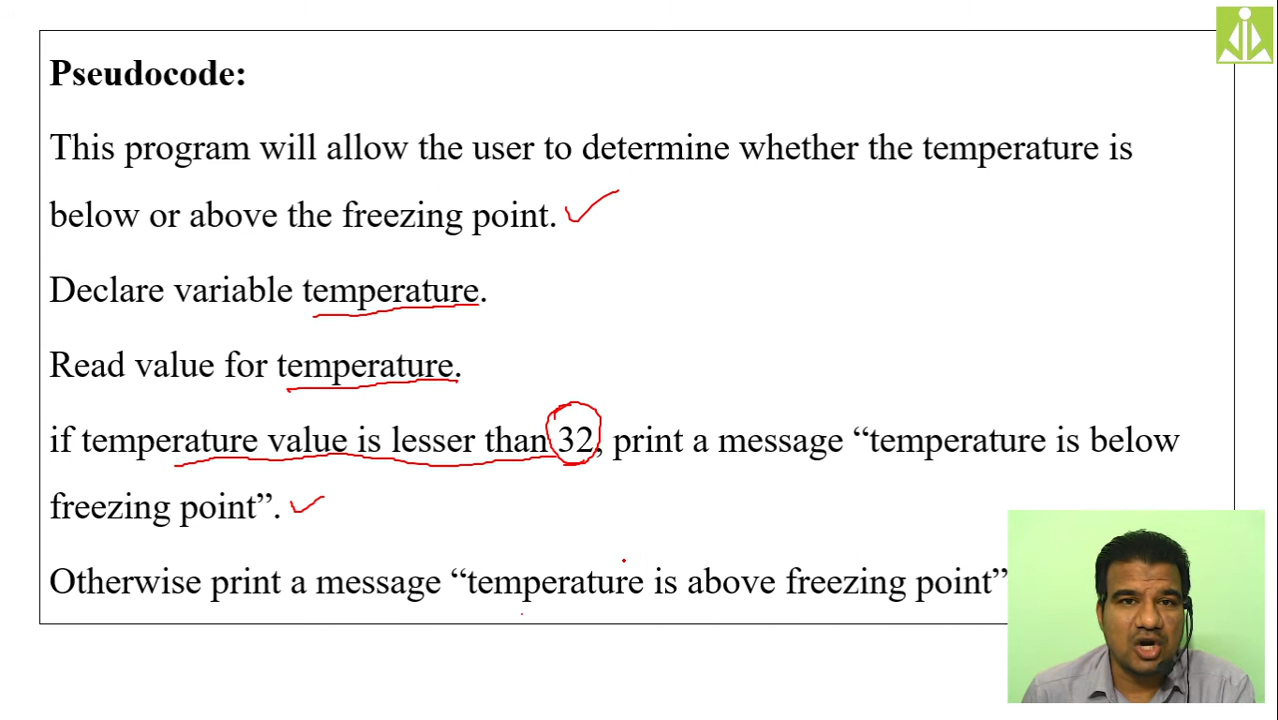 Pseudocode:
This program will allow the user to determine whether the temperature is
below or above the freezing point.
Declare variable temperature.
Read value for temperature.
if temperature value is lesser than 32, print a message “temperature is below
freezing point”.
Otherwise print a message “temperature is above freezing point”